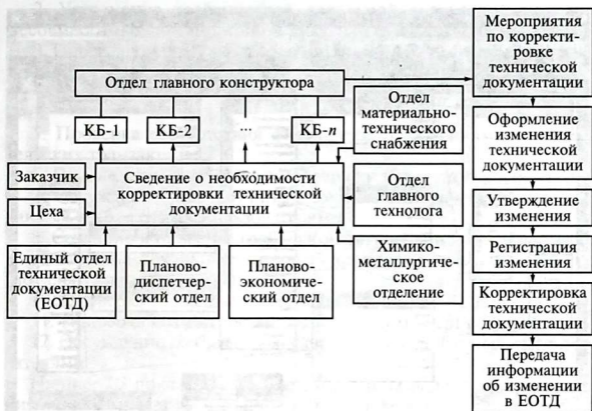 Отдел главного конструктора
КБ-1
КБ-2
...
КБ-n
Заказчик
Цеха
Сведение о необходимости
корректировки технической
документации
Отдел
материально-
технического
снабжения
Отдел
главного
технолога
Химико-
металлургиче-
ское
отделение
Единый отдел
технической
документации
(ЕОТД)
Планово-
диспетчер-
ский отдел
Планово-
экономиче-
ский отдел
Мероприятия
по корректи-
ровке
технической
документации
Оформление
изменения
технической
документации
Утверждение
изменения
Регистрация
изменения
Корректировка
технической
документации
Передача
информации
об изменении
в ЕОТД